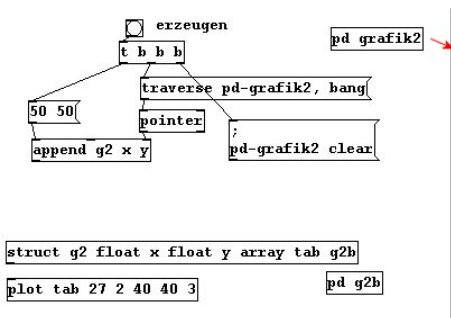 erzeugen
pd grafik2
t b b b
traverse pd-grafik2, bang
50 50
pointer
;
pd-grafik2 clear
append g2 x y
struct g2 float x float y array tab g2b
pd g2b
plot tab 27 2 40 40 3